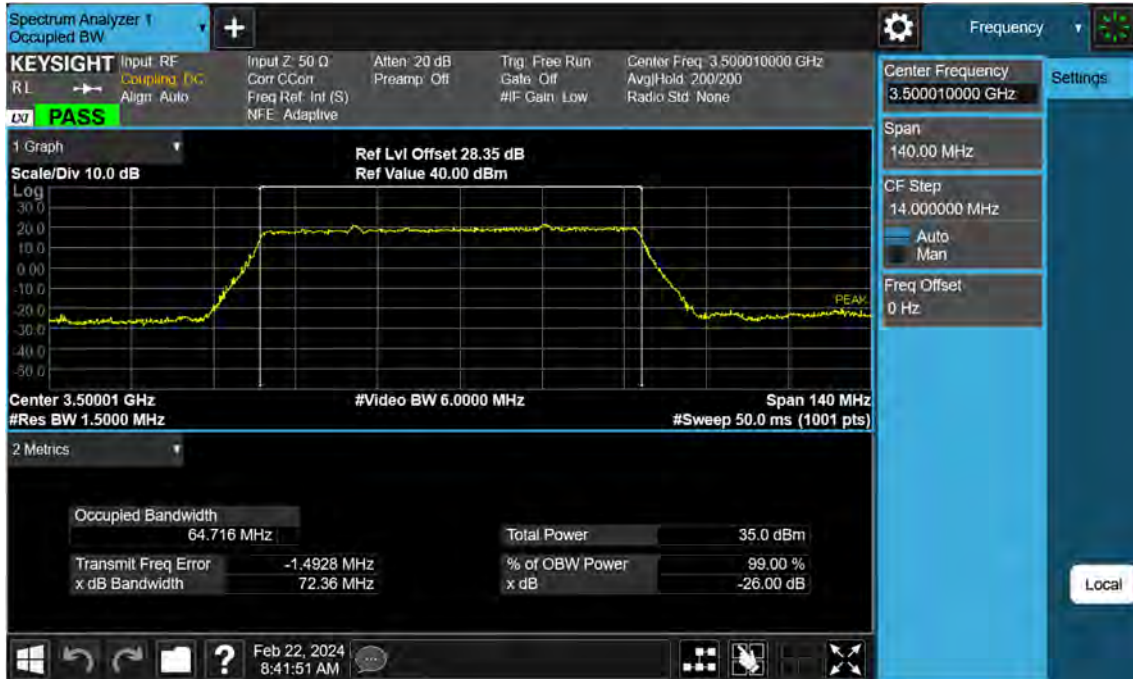 Spectrum Analyzer 1
Occupied BW
Frequency
KEYSIGHT
RL
LXI
PASS
Input: RF
Coupling: DC
Align: Auto
Input Z: 50 Ω
Corr CCorr
Freq Ref: Int (S)
NFE: Adaptive
Atten: 20 dB
Preamp: Off
Trig: Free Run
Gate: Off
#IF Gain: Low
Center Freq: 3.500010000 GHz
Avg|Hold: 200/200
Radio Std: None
Center Frequency
3.500010000 GHz
Settings
Span
140.00 MHz
CF Step
14.000000 MHz
Auto
Man
Freq Offset
0 Hz
1 Graph
Scale/Div 10.0 dB
Ref Lvl Offset 28.35 dB
Ref Value 40.00 dBm
Log
30.0
20.0
10.0
0.00
-10.0
-20.0
-30.0
-40.0
-50.0
PEAK
Center 3.50001 GHz
#Video BW 6.0000 MHz
Span 140 MHz
#Res BW 1.5000 MHz
#Sweep 50.0 ms (1001 pts)
2 Metrics
Occupied Bandwidth
64.716 MHz
Total Power 35.0 dBm
Transmit Freq Error -1.4928 MHz
% of OBW Power 99.00 %
x dB Bandwidth 72.36 MHz
x dB -26.00 dB
Local
?
Feb 22, 2024
8:41:51 AM